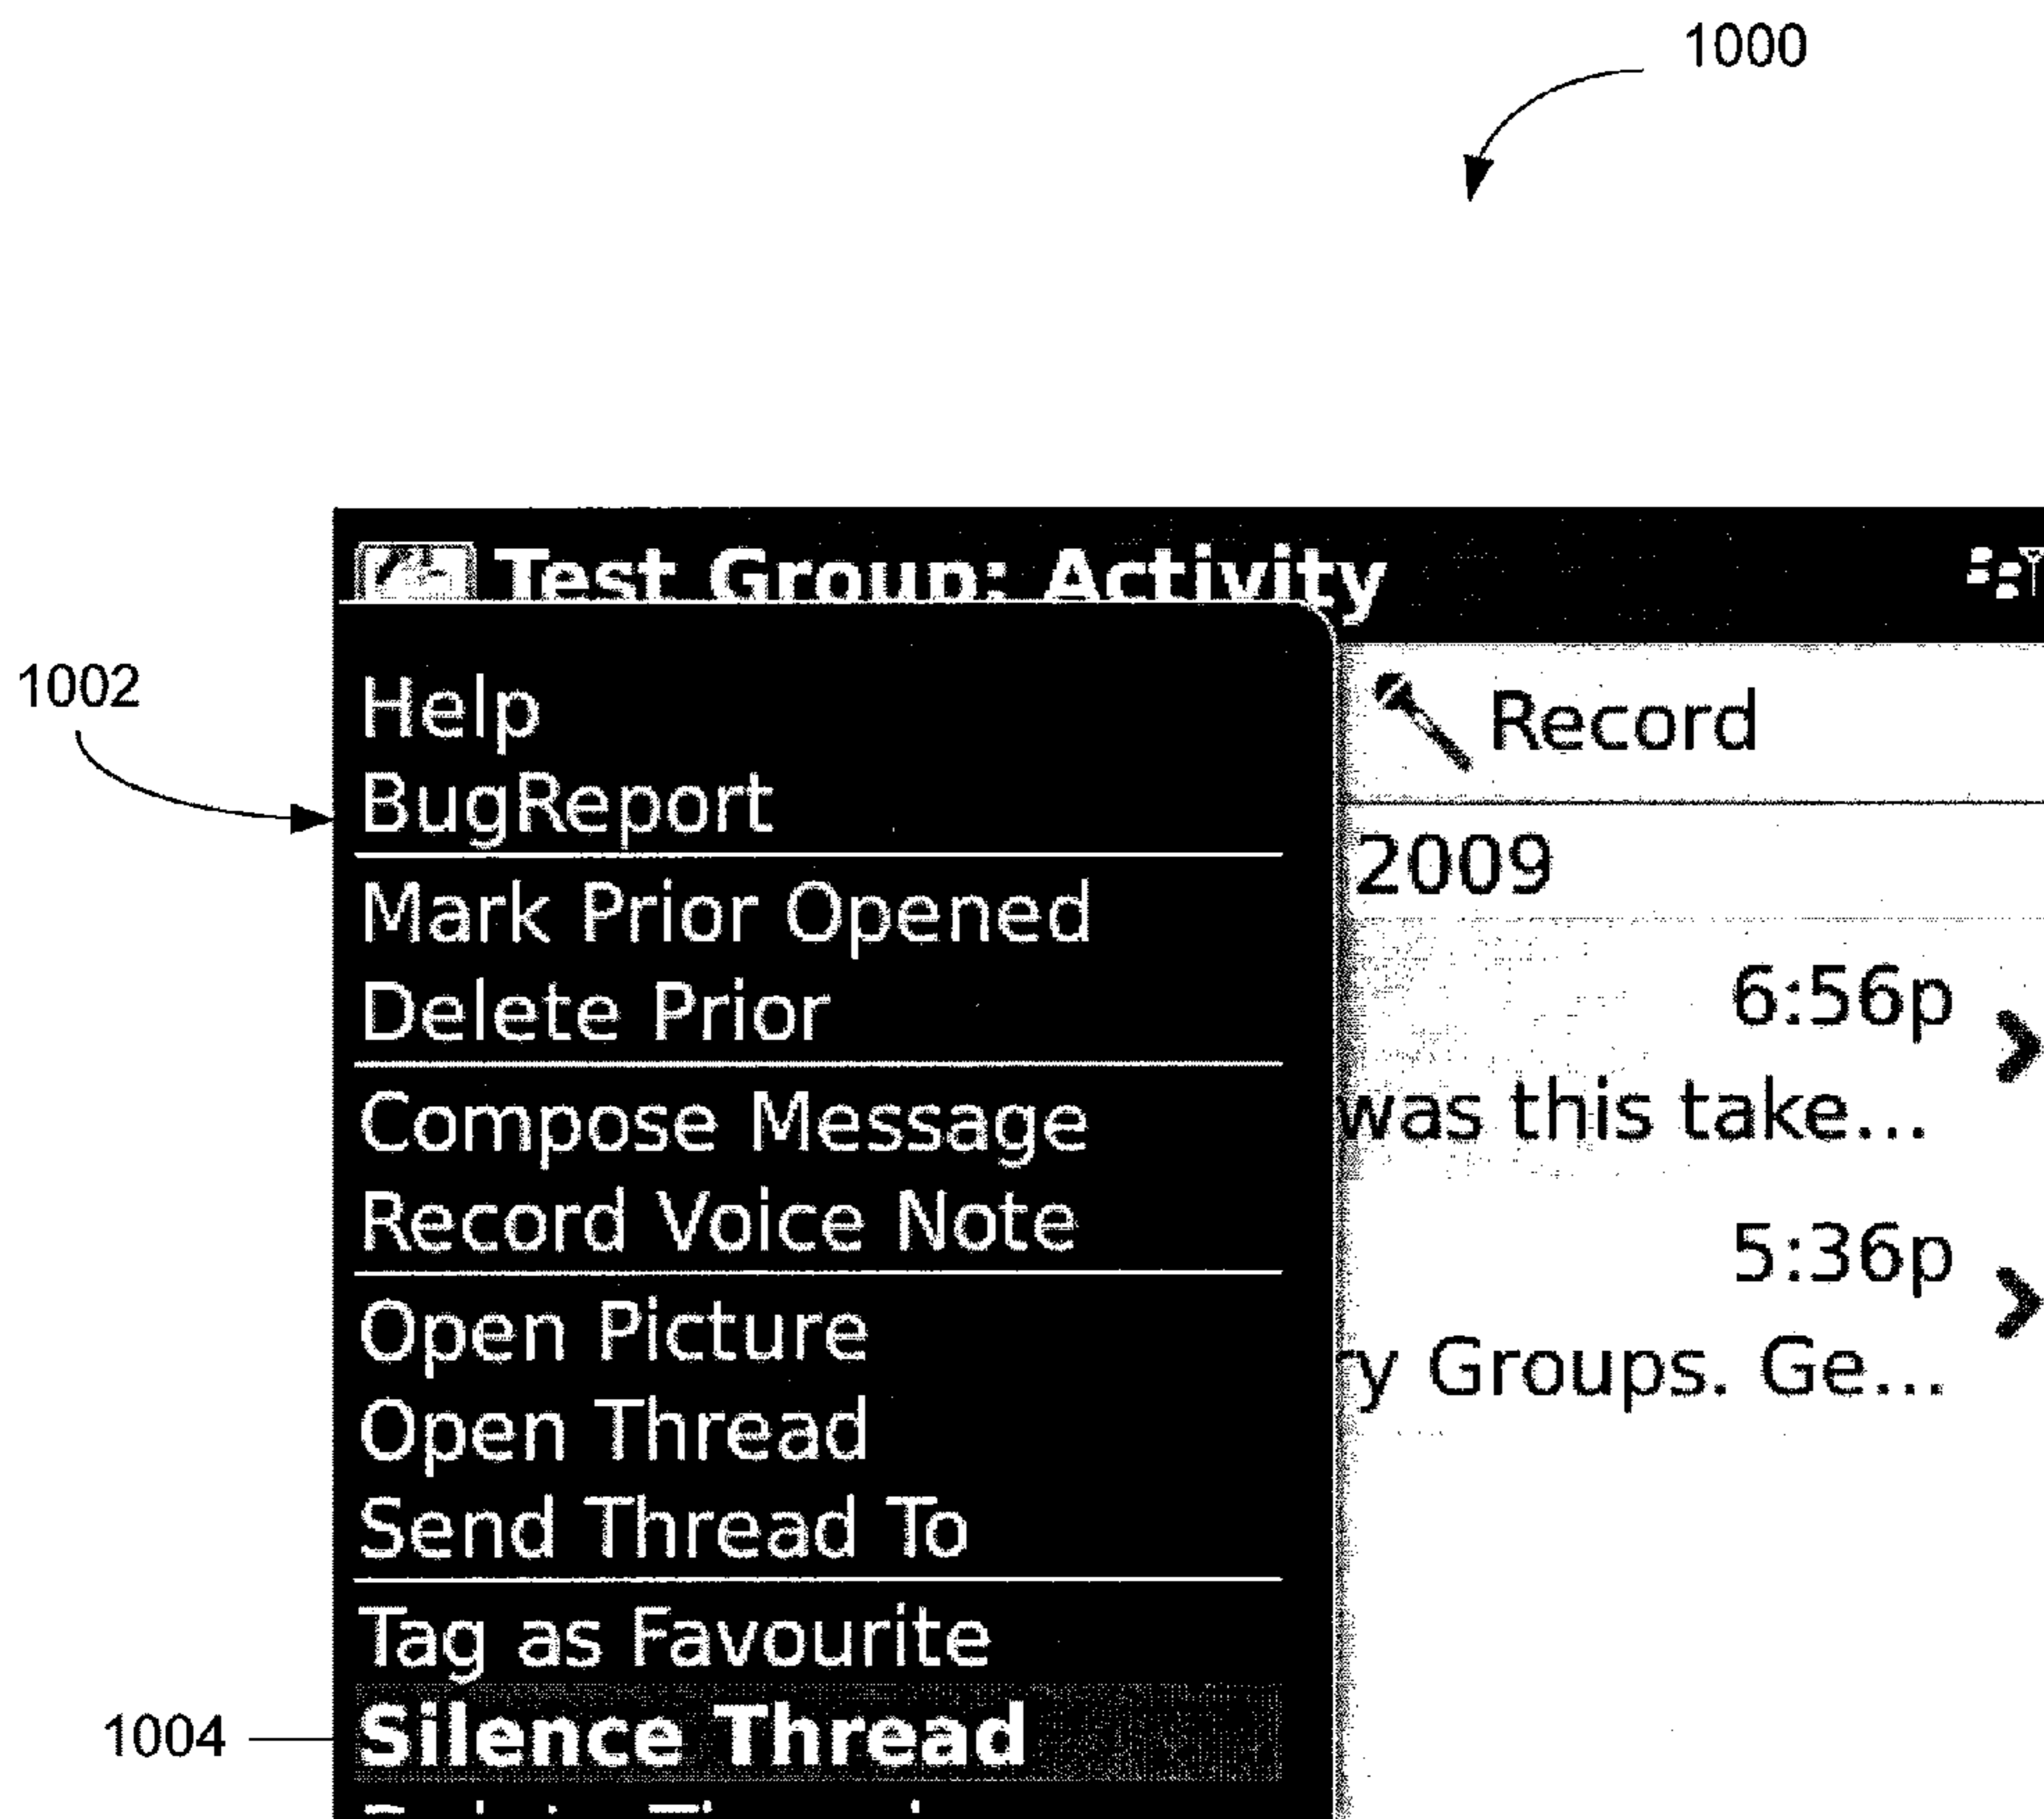 1000
Test Group: Activity
1002
Help
Record
BugReport
2009
Mark Prior Opened
6:56p
Delete Prior
Compose Message
was this take...
Record Voice Note
5:36p
Open Picture
y Groups. Ge...
Open Thread
Send Thread To
Tag as Favourite
1004
Silence Thread